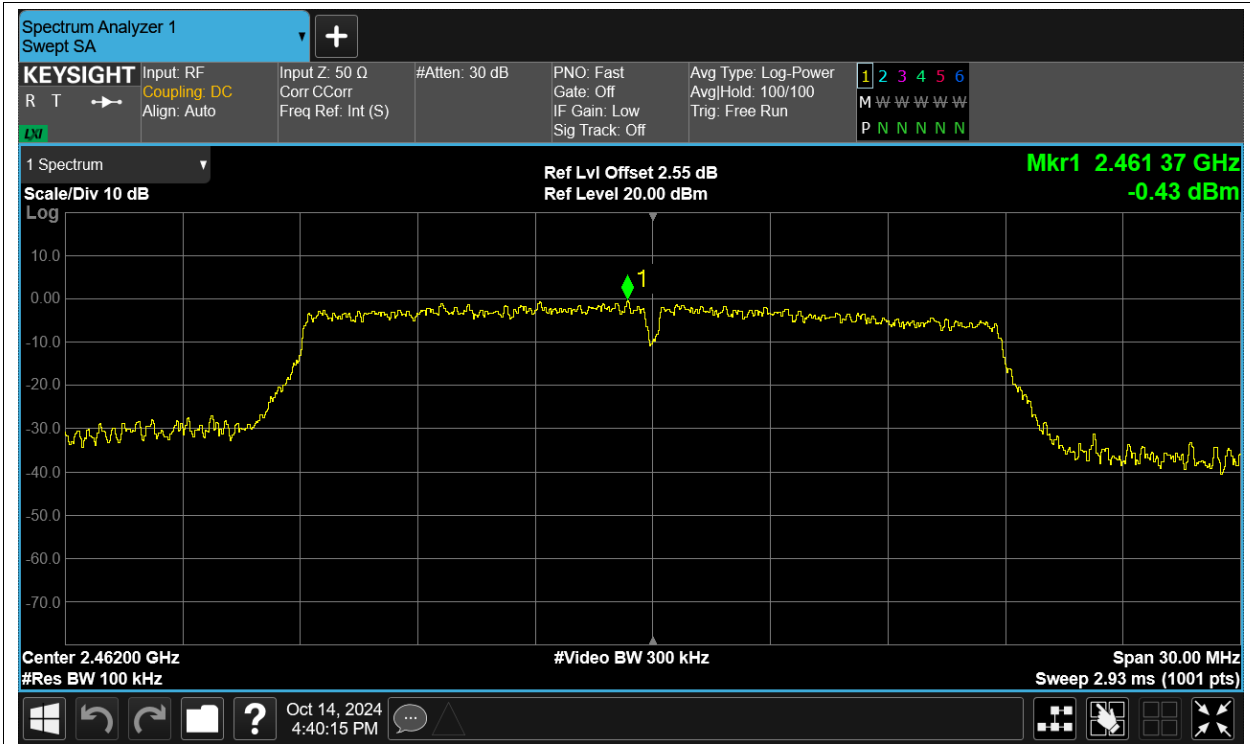 Spectrum Analyzer 1
Swept SA
KEYSIGHT
R T
LXI
Input: RF
Coupling: DC
Align: Auto
Input Z: 50 Ω
Corr CCorr
Freq Ref: Int (S)
#Atten: 30 dB
PNO: Fast
Gate: Off
IF Gain: Low
Sig Track: Off
Avg Type: Log-Power
Avg|Hold: 100/100
Trig: Free Run
1 2 3 4 5 6
M W W W W W
P N N N N N
1 Spectrum
Scale/Div 10 dB
Log
Ref Lvl Offset 2.55 dB
Ref Level 20.00 dBm
Mkr1 2.461 37 GHz
-0.43 dBm
10.0
0.00
-10.0
-20.0
-30.0
-40.0
-50.0
-60.0
-70.0
1
Center 2.46200 GHz
#Res BW 100 kHz
#Video BW 300 kHz
Span 30.00 MHz
Sweep 2.93 ms (1001 pts)
?
Oct 14, 2024
4:40:15 PM